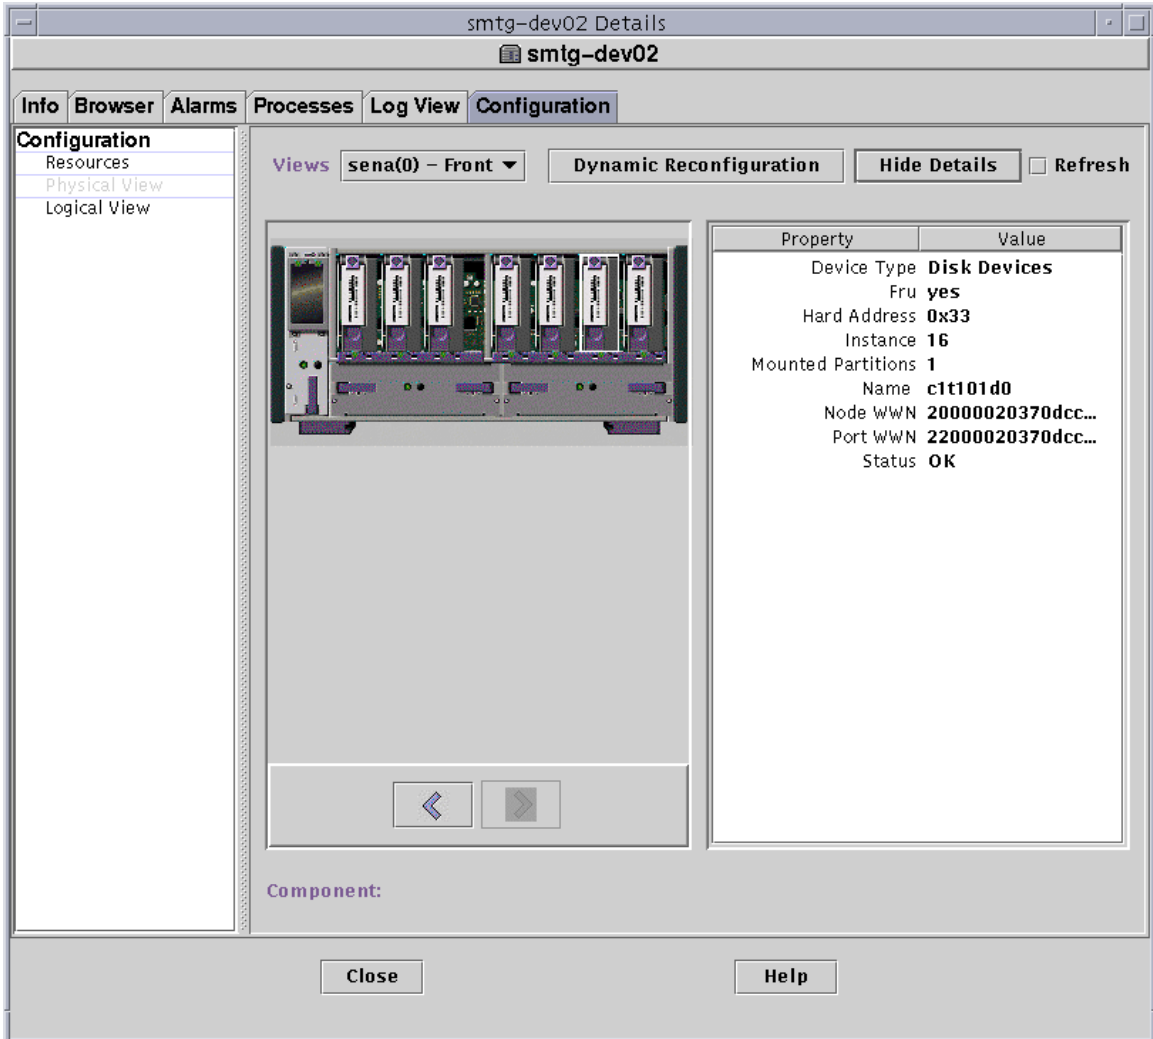 smtg-dev02 Details
smtg-dev02
Info Browser Alarms Processes Log View Configuration
Configuration
Resources
Physical View
Logical View
Views sena(0) - Front Dynamic Reconfiguration Hide Details Refresh
Property Value
Device Type Disk Devices
Fru yes
Hard Address 0x33
Instance 16
Mounted Partitions 1
Name c1t101d0
Node WWN 20000020370dcc...
Port WWN 22000020370dcc...
Status OK
Component:
Close Help